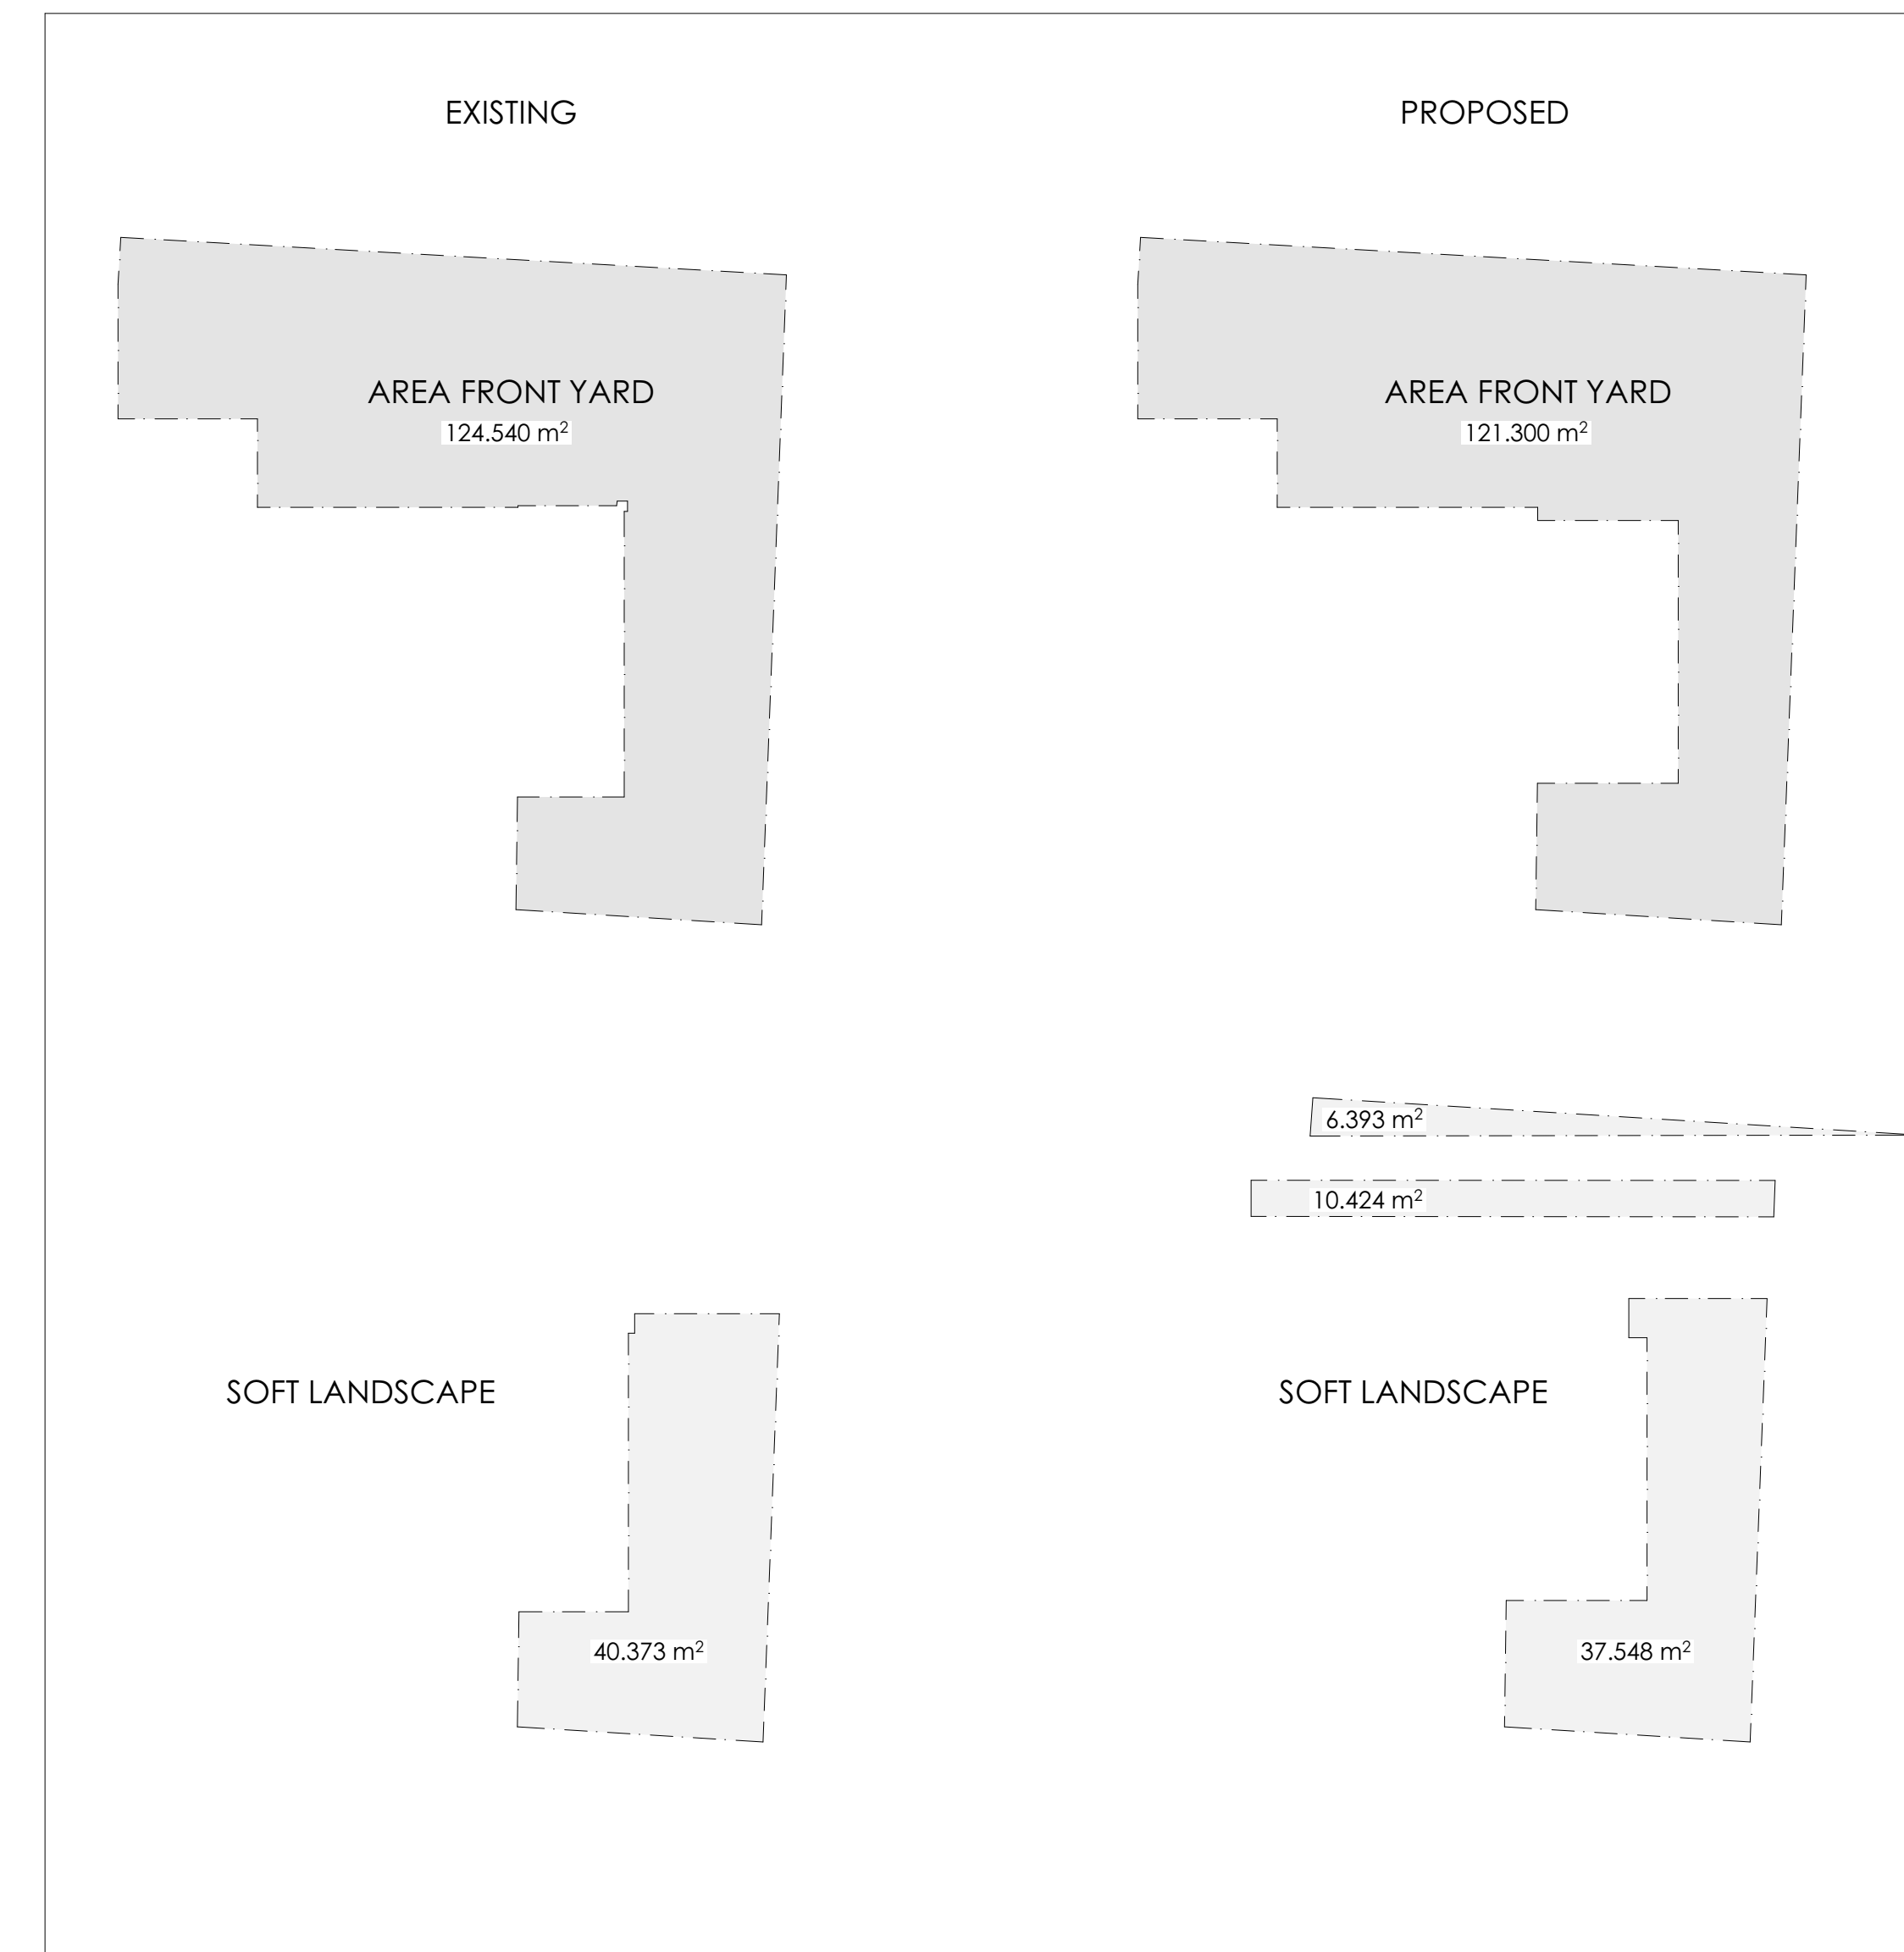 EXISTING
PROPOSED
AREA FRONT YARD
124.540 m²
AREA FRONT YARD
121.300 m²
6.393 m²
10.424 m²
SOFT LANDSCAPE
SOFT LANDSCAPE
40.373 m²
37.548 m²